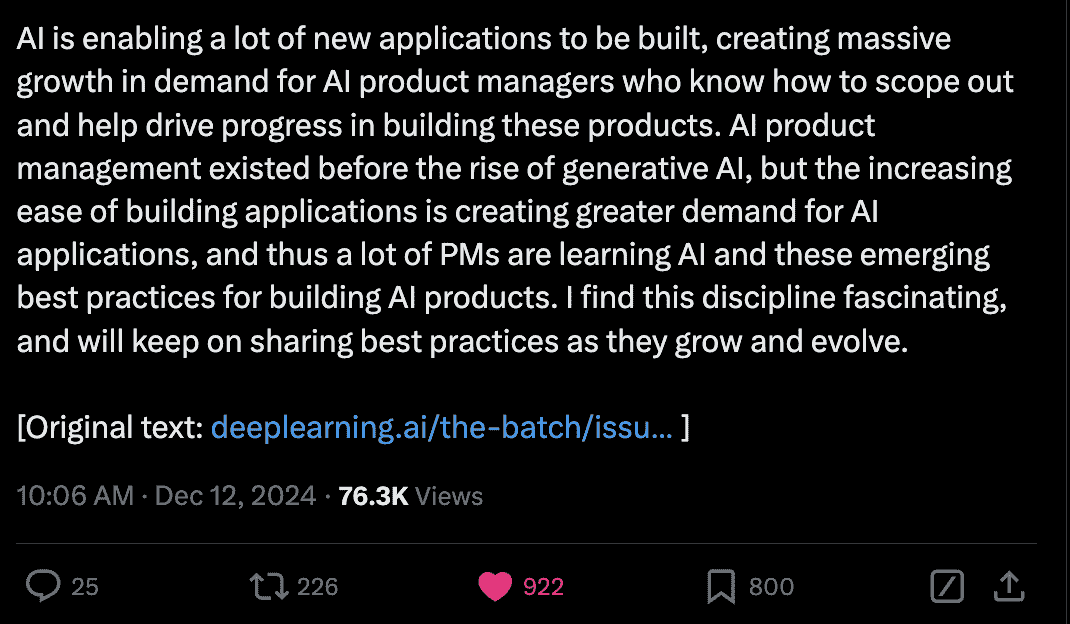 AI is enabling a lot of new applications to be built, creating massive
growth in demand for AI product managers who know how to scope out
and help drive progress in building these products. AI product
management existed before the rise of generative AI, but the increasing
ease of building applications is creating greater demand for AI
applications, and thus a lot of PMs are learning AI and these emerging
best practices for building AI products. I find this discipline fascinating,
and will keep on sharing best practices as they grow and evolve.
[Original text: deeplearning.ai/the-batch/issu... ]
10:06 AM · Dec 12, 2024 · 76.3K Views
25 226 922 800